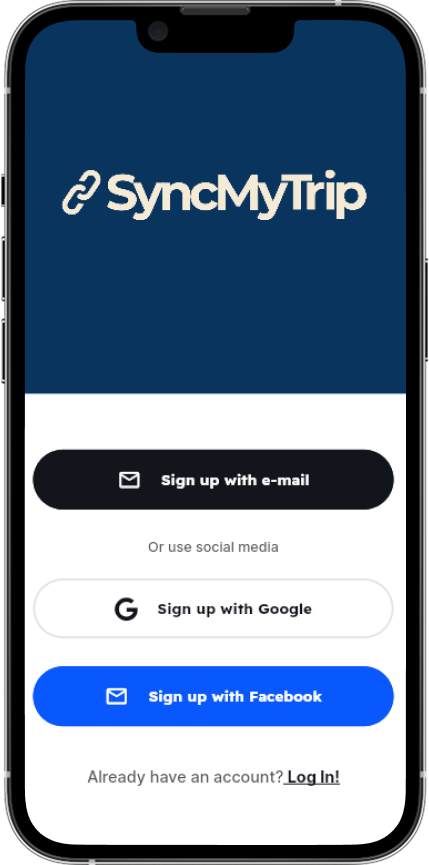 SyncMyTrip
Sign up with e-mail
Or use social media
Sign up with Google
Sign up with Facebook
Already have an account? Log In!